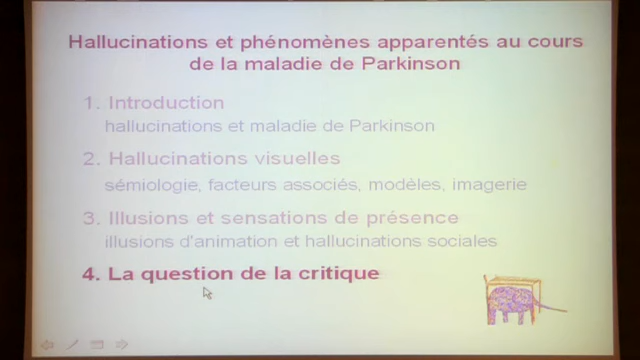 Hallucinations et phénomènes apparentés au cours
de la maladie de Parkinson
1. Introduction
hallucinations et maladie de Parkinson
2. Hallucinations visuelles
sémiologie, facteurs associés, modèles, imagerie
3. Illusions et sensations de présence
illusions d'animation et hallucinations sociales
4. La question de la critique